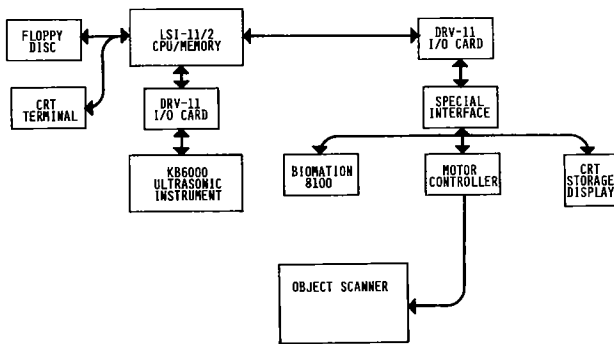 FLOPPY
DISC
LSI-11/2
CPU/MEMORY
DRV-11
I/O CARD
CRT
TERMINAL
DRV-11
I/O CARD
SPECIAL
INTERFACE
KB6000
ULTRASONIC
INSTRUMENT
BIOMATION
8100
MOTOR
CONTROLLER
CRT
STORAGE
DISPLAY
OBJECT SCANNER